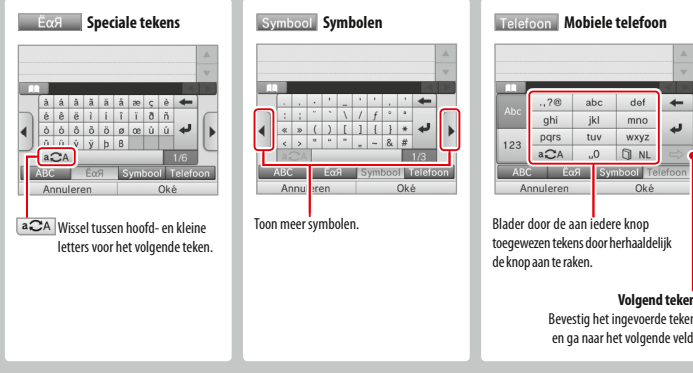 ËαЯ Speciale tekens
à á â ã ä å æ ç è
é ê ë ì í î ï ð ñ
ò ó ô õ ö ø œ ù ú
û ü ý ÿ þ ß
a A 1/6
ABC ËαЯ Symbool Telefoon
Annuleren Oké
a A Wissel tussen hoofd- en kleine
letters voor het volgende teken.
Symbool Symbolen
« » ( ) [ ] { } *
& #
a A 1/3
ABC ËαЯ Symbool Telefoon
Annuleren Oké
Toon meer symbolen.
Telefoon Mobiele telefoon
Abc .,?@ abc def
ghi jkl mno
123 pqrs tuv wxyz
a A „0 NL
ABC ËαЯ Symbool Telefoon
Annuleren Oké
Blader door de aan iedere knop
toegewezen tekens door herhaaldelijk
de knop aan te raken.
Volgend teken
Bevestig het ingevoerde teken
en ga naar het volgende veld